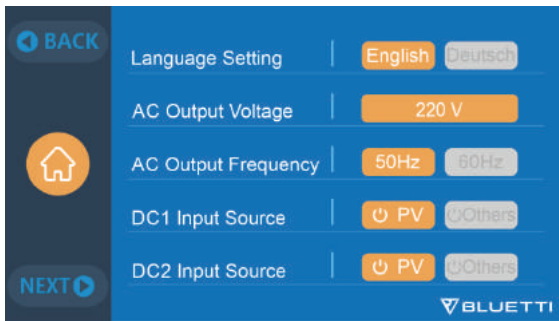 BACK
Language Setting English Deutsch
AC Output Voltage 220 V
AC Output Frequency 50Hz 60Hz
DC1 Input Source PV Others
DC2 Input Source PV Others
NEXT
BLUETTI